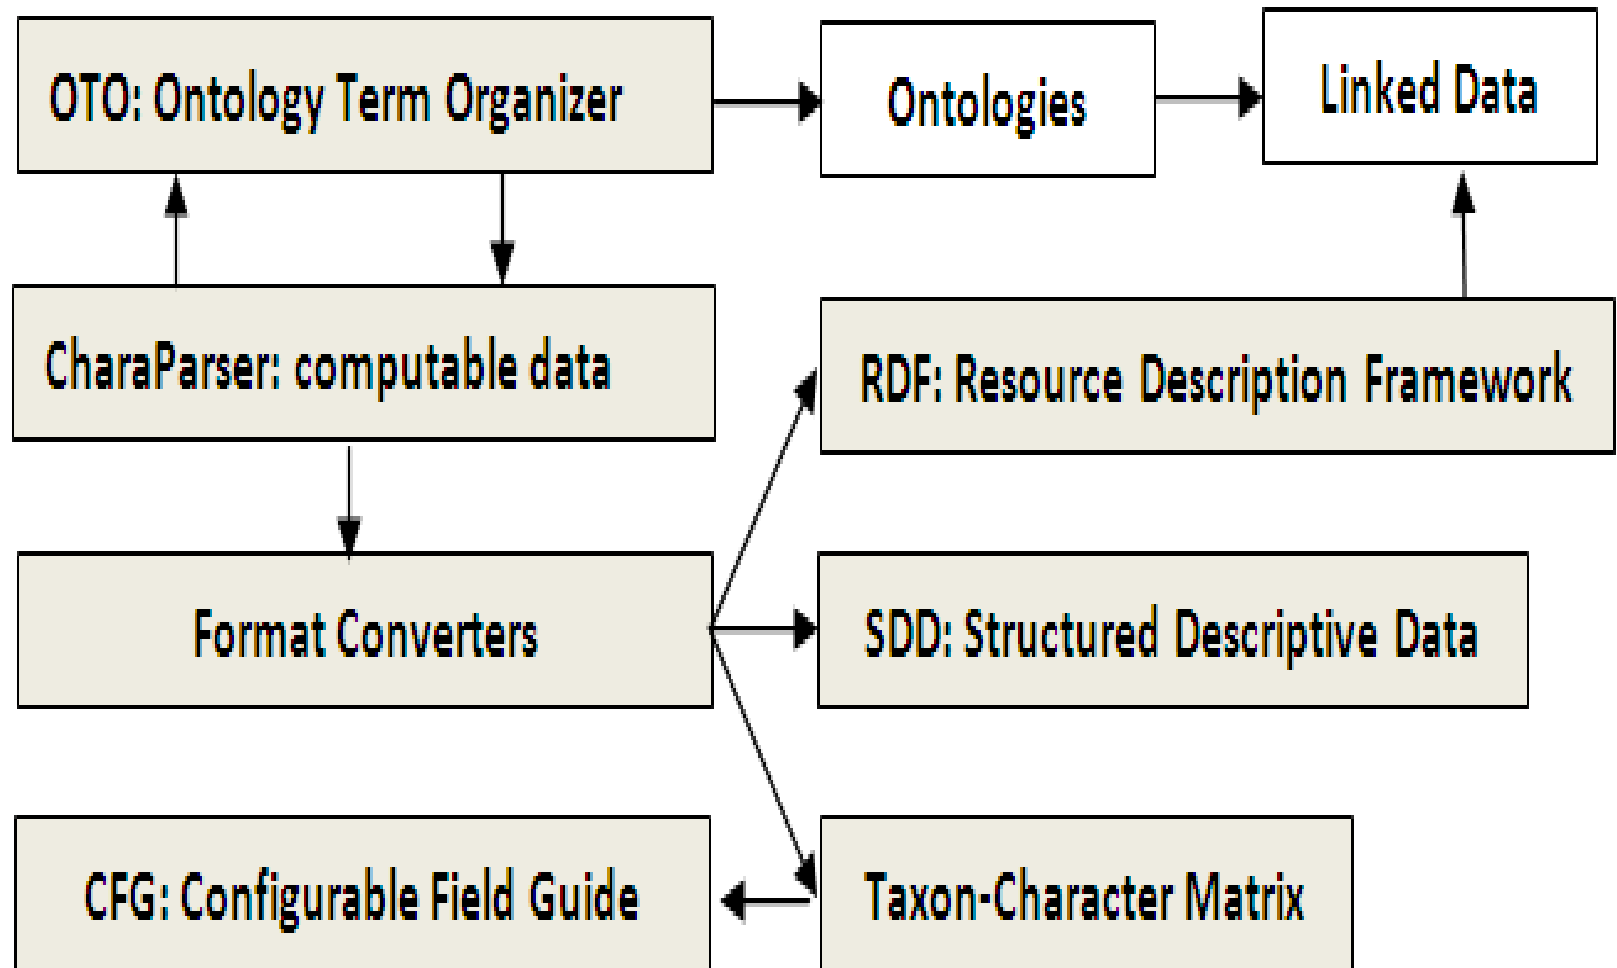 OTO: Ontology Term Organizer
Ontologies
Linked Data
CharaParser: computable data
RDF: Resource Description Framework
Format Converters
SDD: Structured Descriptive Data
CFG: Configurable Field Guide
Taxon-Character Matrix